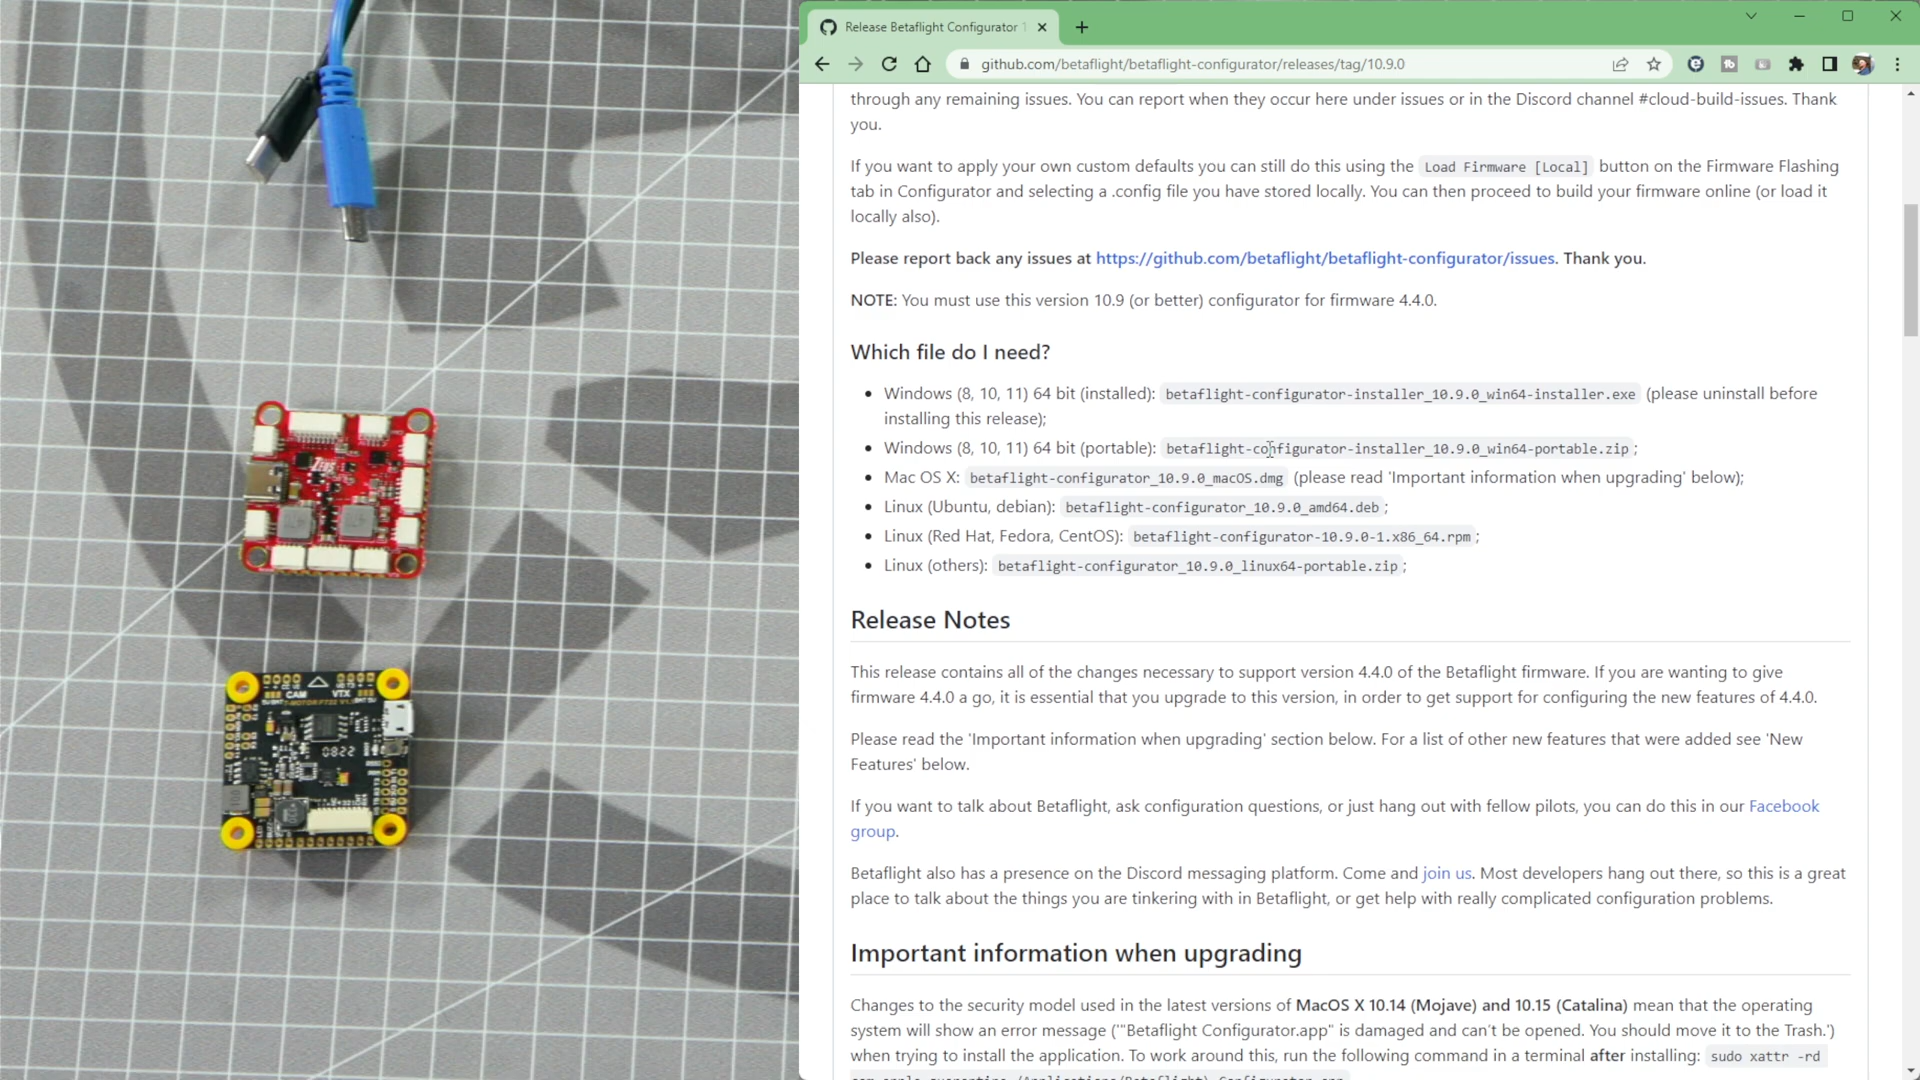 Release Betaflight Configurator 1
github.com/betaflight/betaflight-configurator/releases/tag/10.9.0
through any remaining issues. You can report when they occur here under issues or in the Discord channel #cloud-build-issues. Thank
you.
If you want to apply your own custom defaults you can still do this using the Load Firmware [Local] button on the Firmware Flashing
tab in Configurator and selecting a .config file you have stored locally. You can then proceed to build your firmware online (or load it
locally also).
Please report back any issues at https://github.com/betaflight/betaflight-configurator/issues. Thank you.
NOTE: You must use this version 10.9 (or better) configurator for firmware 4.4.0.
Which file do I need?
• Windows (8, 10, 11) 64 bit (installed): betaflight-configurator-installer_10.9.0_win64-installer.exe (please uninstall before
installing this release);
• Windows (8, 10, 11) 64 bit (portable): betaflight-configurator-installer_10.9.0_win64-portable.zip ;
• Mac OS X: betaflight-configurator_10.9.0_macOS.dmg (please read 'Important information when upgrading' below);
• Linux (Ubuntu, debian): betaflight-configurator_10.9.0_amd64.deb ;
• Linux (Red Hat, Fedora, CentOS): betaflight-configurator-10.9.0-1.x86_64.rpm ;
• Linux (others): betaflight-configurator_10.9.0_linux64-portable.zip ;
Release Notes
This release contains all of the changes necessary to support version 4.4.0 of the Betaflight firmware. If you are wanting to give
firmware 4.4.0 a go, it is essential that you upgrade to this version, in order to get support for configuring the new features of 4.4.0.
Please read the 'Important information when upgrading' section below. For a list of other new features that were added see 'New
Features' below.
If you want to talk about Betaflight, ask configuration questions, or just hang out with fellow pilots, you can do this in our Facebook
group.
Betaflight also has a presence on the Discord messaging platform. Come and join us. Most developers hang out there, so this is a great
place to talk about the things you are tinkering with in Betaflight, or get help with really complicated configuration problems.
Important information when upgrading
Changes to the security model used in the latest versions of MacOS X 10.14 (Mojave) and 10.15 (Catalina) mean that the operating
system will show an error message ('"Betaflight Configurator.app" is damaged and can't be opened. You should move it to the Trash.')
when trying to install the application. To work around this, run the following command in a terminal after installing: sudo xattr -rd
CAM VTX
0822